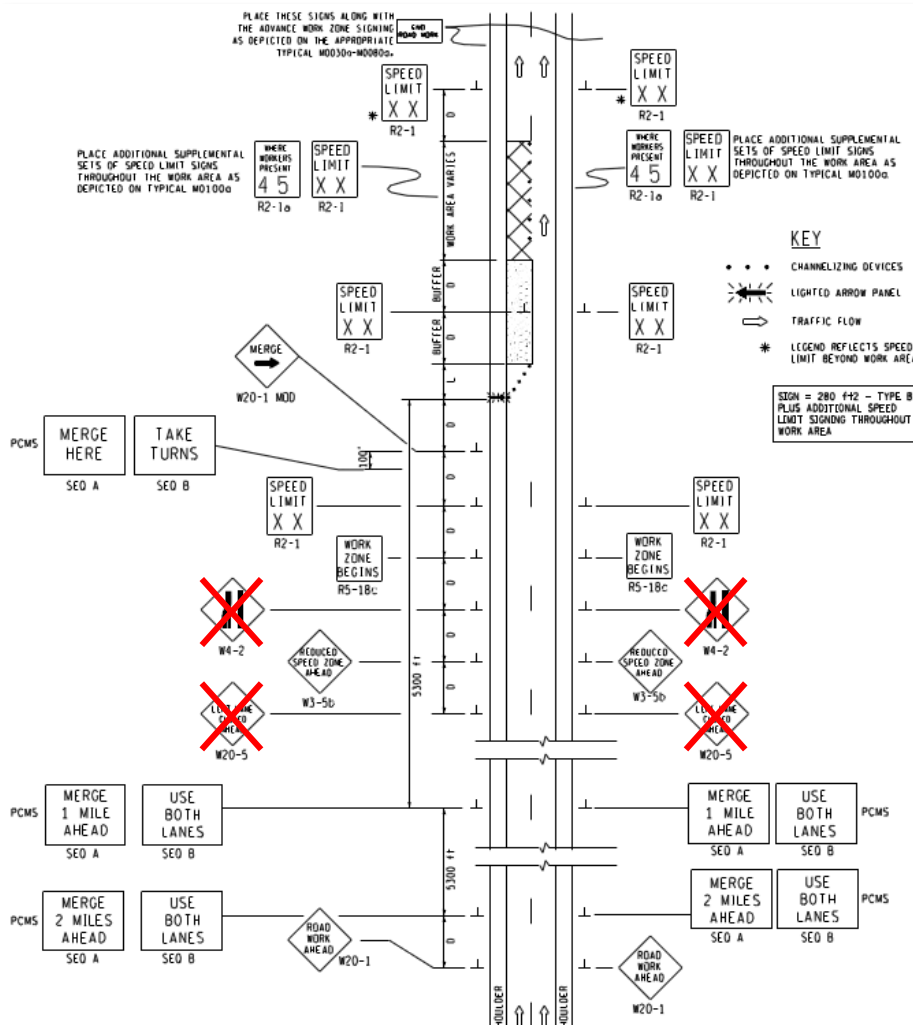 PLACE THESE SIGNS ALONG WITH
THE ADVANCE WORK ZONE SIGNING
AS DEPICTED ON THE APPROPRIATE
TYPICAL M0030a-M0080a.
END
ROAD WORK
SPEED
LIMIT
X X
*
R2-1
SPEED
LIMIT
X X
*
R2-1
PLACE ADDITIONAL SUPPLEMENTAL
SETS OF SPEED LIMIT SIGNS
THROUGHOUT THE WORK AREA AS
DEPICTED ON TYPICAL M0100a
WHERE
WORKERS
PRESENT
4 5
R2-1a
SPEED
LIMIT
X X
R2-1
WHERE
WORKERS
PRESENT
4 5
R2-1a
SPEED
LIMIT
X X
R2-1
PLACE ADDITIONAL SUPPLEMENTAL
SETS OF SPEED LIMIT SIGNS
THROUGHOUT THE WORK AREA AS
DEPICTED ON TYPICAL M0100a
D
WORK AREA VARIES
BUFFER
D
BUFFER
D
L
D
D
D
D
D
D
KEY
CHANNELIZING DEVICES
LIGHTED ARROW PANEL
TRAFFIC FLOW
* LEGEND REFLECTS SPEED
LIMIT BEYOND WORK AREA
SIGN = 280 ft2 - TYPE B
PLUS ADDITIONAL SPEED
LIMIT SIGNING THROUGHOUT
WORK AREA
SPEED
LIMIT
X X
R2-1
SPEED
LIMIT
X X
R2-1
MERGE
W20-1 MOD
PCMS
MERGE
HERE
SEQ A
TAKE
TURNS
SEQ B
100'
SPEED
LIMIT
X X
R2-1
SPEED
LIMIT
X X
R2-1
WORK
ZONE
BEGINS
R5-18c
WORK
ZONE
BEGINS
R5-18c
W4-2
W4-2
REDUCED
SPEED ZONE
AHEAD
W3-5b
REDUCED
SPEED ZONE
AHEAD
W3-5b
5300 ft
W20-5
W20-5
PCMS
MERGE
1 MILE
AHEAD
SEQ A
USE
BOTH
LANES
SEQ B
MERGE
1 MILE
AHEAD
SEQ A
USE
BOTH
LANES
SEQ B
PCMS
5300 ft
PCMS
MERGE
2 MILES
AHEAD
SEQ A
USE
BOTH
LANES
SEQ B
MERGE
2 MILES
AHEAD
SEQ A
USE
BOTH
LANES
SEQ B
PCMS
D
ROAD
WORK
AHEAD
W20-1
ROAD
WORK
AHEAD
W20-1
HOULDER
HOULDER